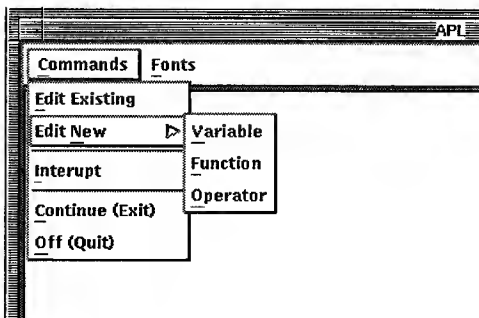 APL
Commands Fonts
Edit Existing
Edit New
Variable
Function
Interupt
Operator
Continue (Exit)
Off (Quit)